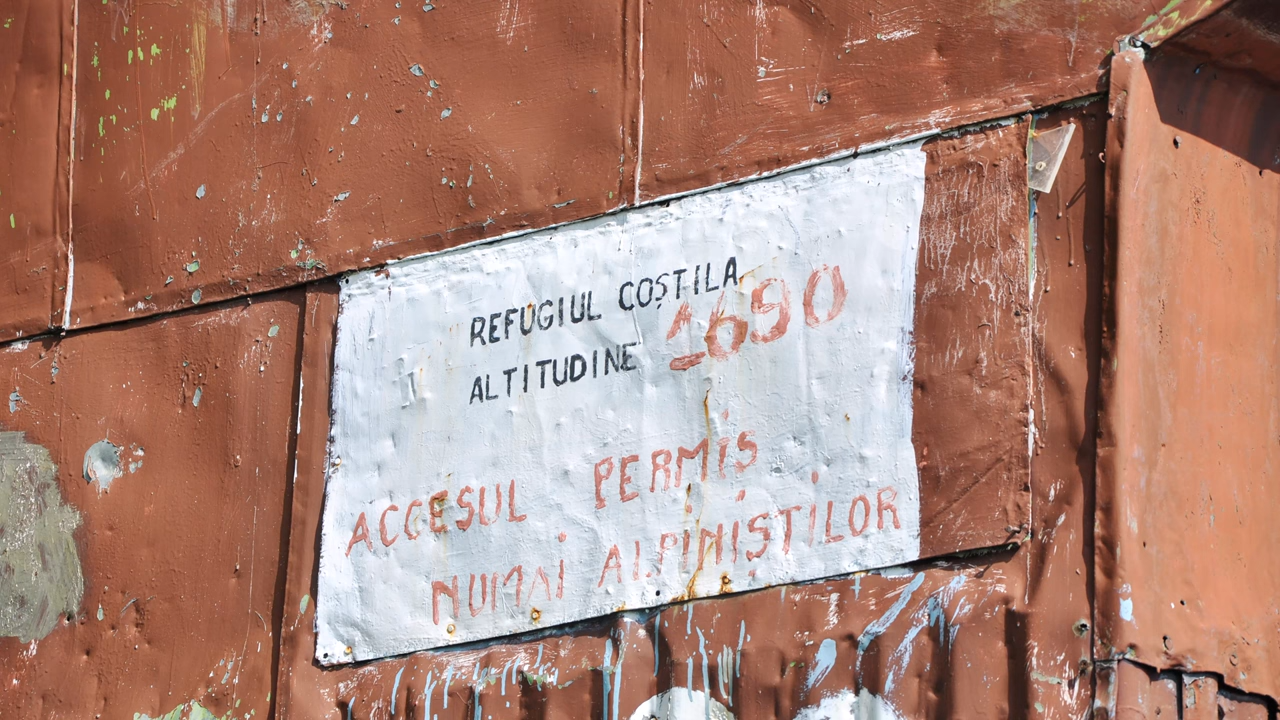 REFUGIUL COȘTILA
ALTITUDINE 1690
ACCESUL PERMiS
NUMAi ALPINiȘTiLOR